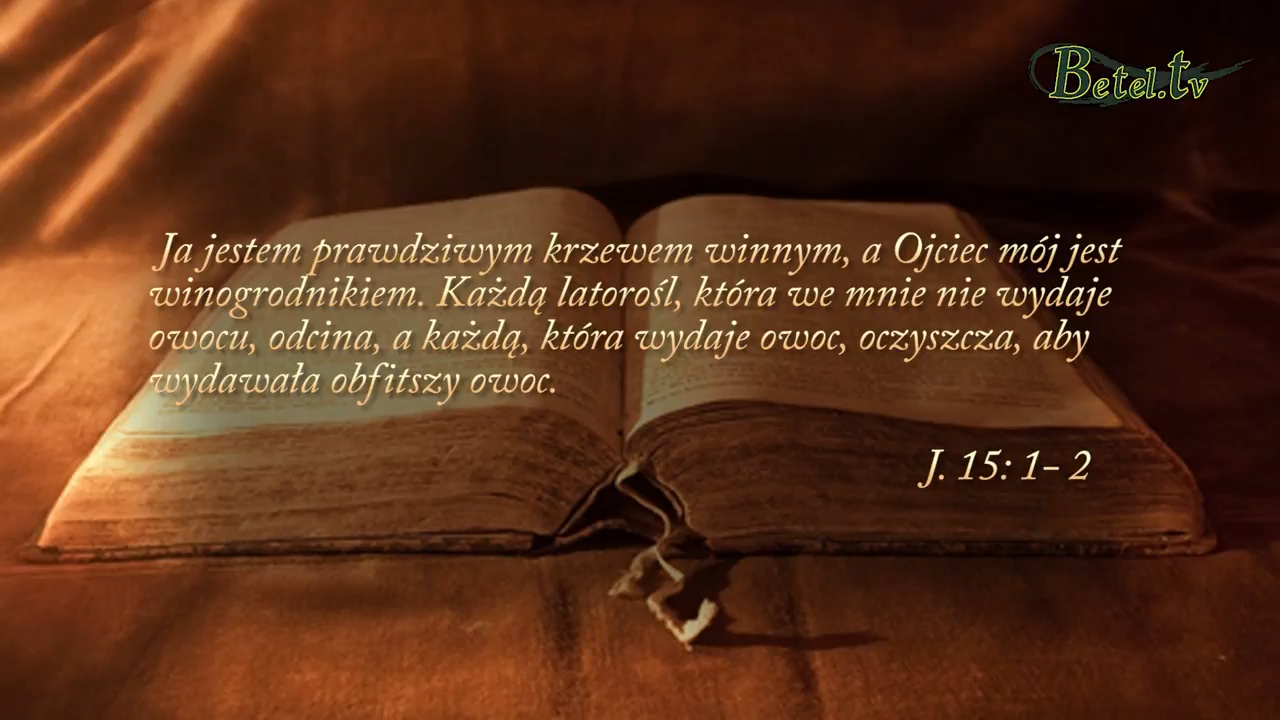 Betel.tv
Ja jestem prawdziwym krzewem winnym, a Ojciec mój jest
winogrodnikiem. Każdą latorośl, która we mnie nie wydaje
owocu, odcina, a każdą, która wydaje owoc, oczyszcza, aby
wydawała obfitszy owoc.
J. 15: 1- 2